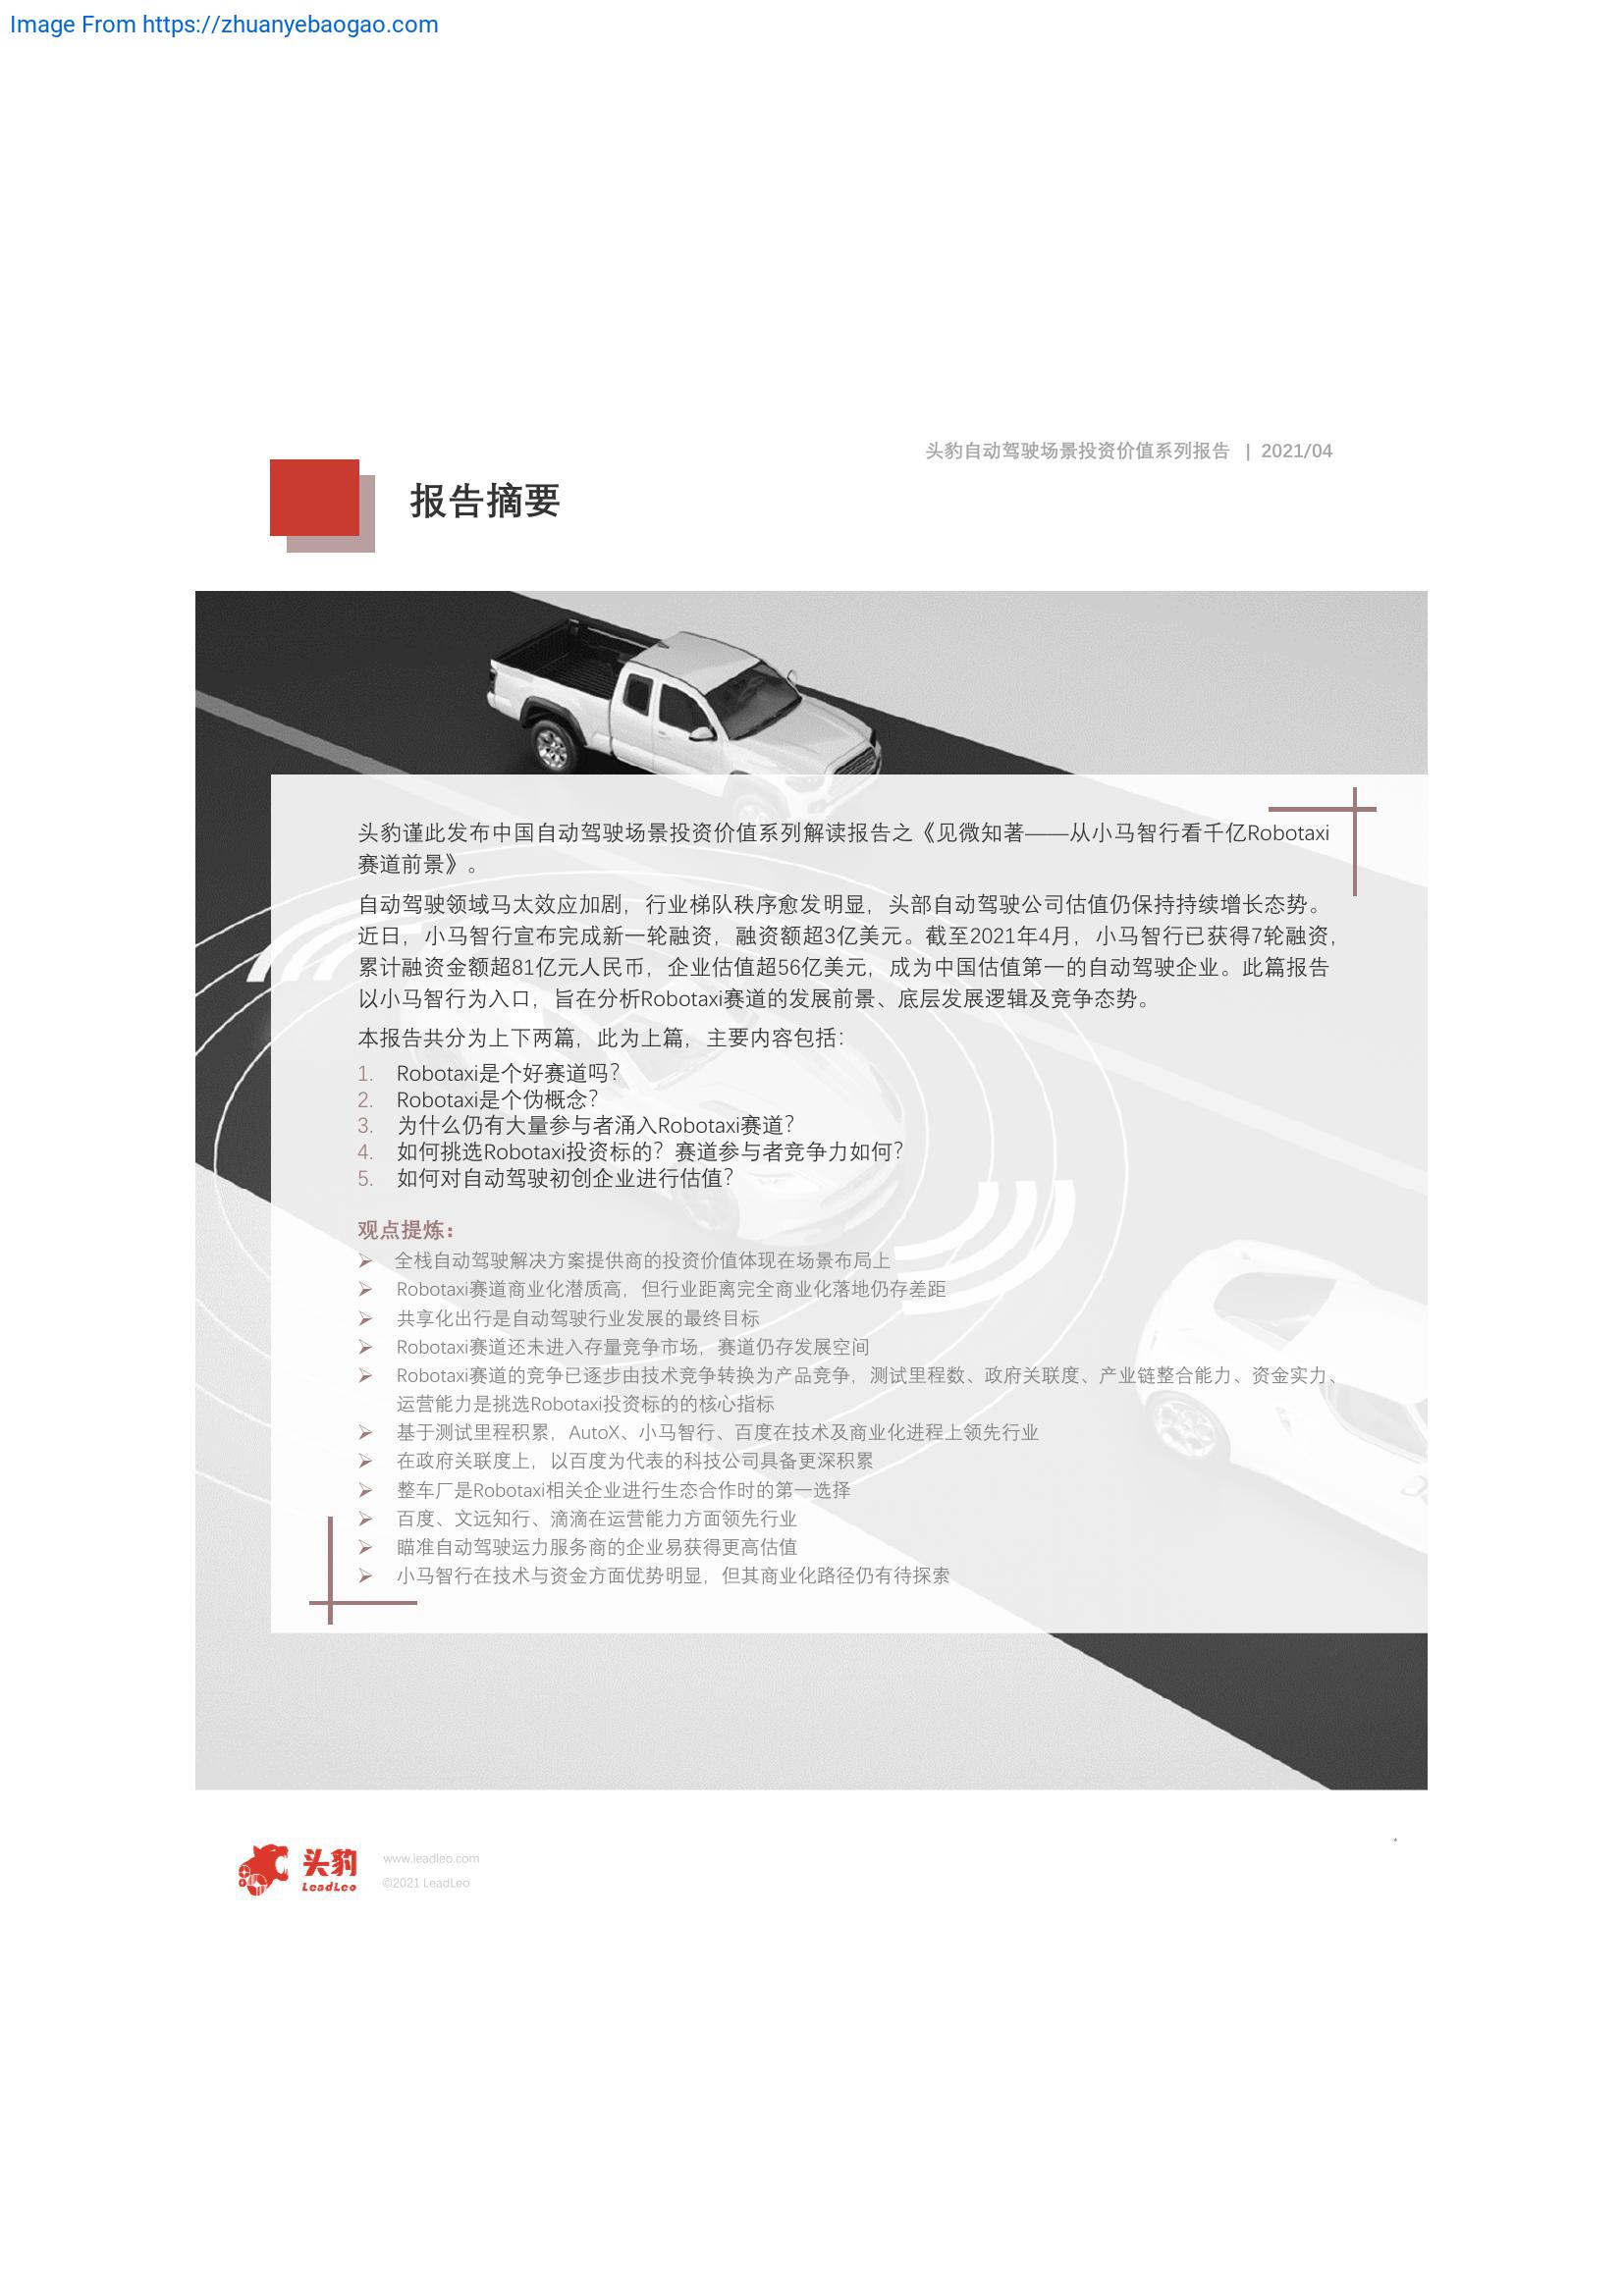 Image From https://zhuanyebaogao.com
头豹自动驾驶场景投资价值系列报告 | 2021/04
报告摘要
头豹谨此发布中国自动驾驶场景投资价值系列解读报告之《见微知著——从小马智行看千亿Robotaxi
赛道前景》。
自动驾驶领域马太效应加剧，行业梯队秩序愈发明显，头部自动驾驶公司估值仍保持持续增长态势。
近日，小马智行宣布完成新一轮融资，融资额超3亿美元。截至2021年4月，小马智行已获得7轮融资，
累计融资金额超81亿元人民币，企业估值超56亿美元，成为中国估值第一的自动驾驶企业。此篇报告
以小马智行为入口，旨在分析Robotaxi赛道的发展前景、底层发展逻辑及竞争态势。
本报告共分为上下两篇，此为上篇，主要内容包括：
1. Robotaxi是个好赛道吗？
2. Robotaxi是个伪概念？
3. 为什么仍有大量参与者涌入Robotaxi赛道？
4. 如何挑选Robotaxi投资标的？赛道参与者竞争力如何？
5. 如何对自动驾驶初创企业进行估值？
观点提炼：
➢ 全栈自动驾驶解决方案提供商的投资价值体现在场景布局上
➢ Robotaxi赛道商业化潜质高，但行业距离完全商业化落地仍存差距
➢ 共享化出行是自动驾驶行业发展的最终目标
➢ Robotaxi赛道还未进入存量竞争市场，赛道仍存发展空间
➢ Robotaxi赛道的竞争已逐步由技术竞争转换为产品竞争，测试里程数、政府关联度、产业链整合能力、资金实力、
运营能力是挑选Robotaxi投资标的的核心指标
➢ 基于测试里程积累，AutoX、小马智行、百度在技术及商业化进程上领先行业
➢ 在政府关联度上，以百度为代表的科技公司具备更深积累
➢ 整车厂是Robotaxi相关企业进行生态合作时的第一选择
➢ 百度、文远知行、滴滴在运营能力方面领先行业
➢ 瞄准自动驾驶运力服务商的企业易获得更高估值
➢ 小马智行在技术与资金方面优势明显，但其商业化路径仍有待探索
头豹
LeadLeo
www.leadleo.com
©2021 LeadLeo